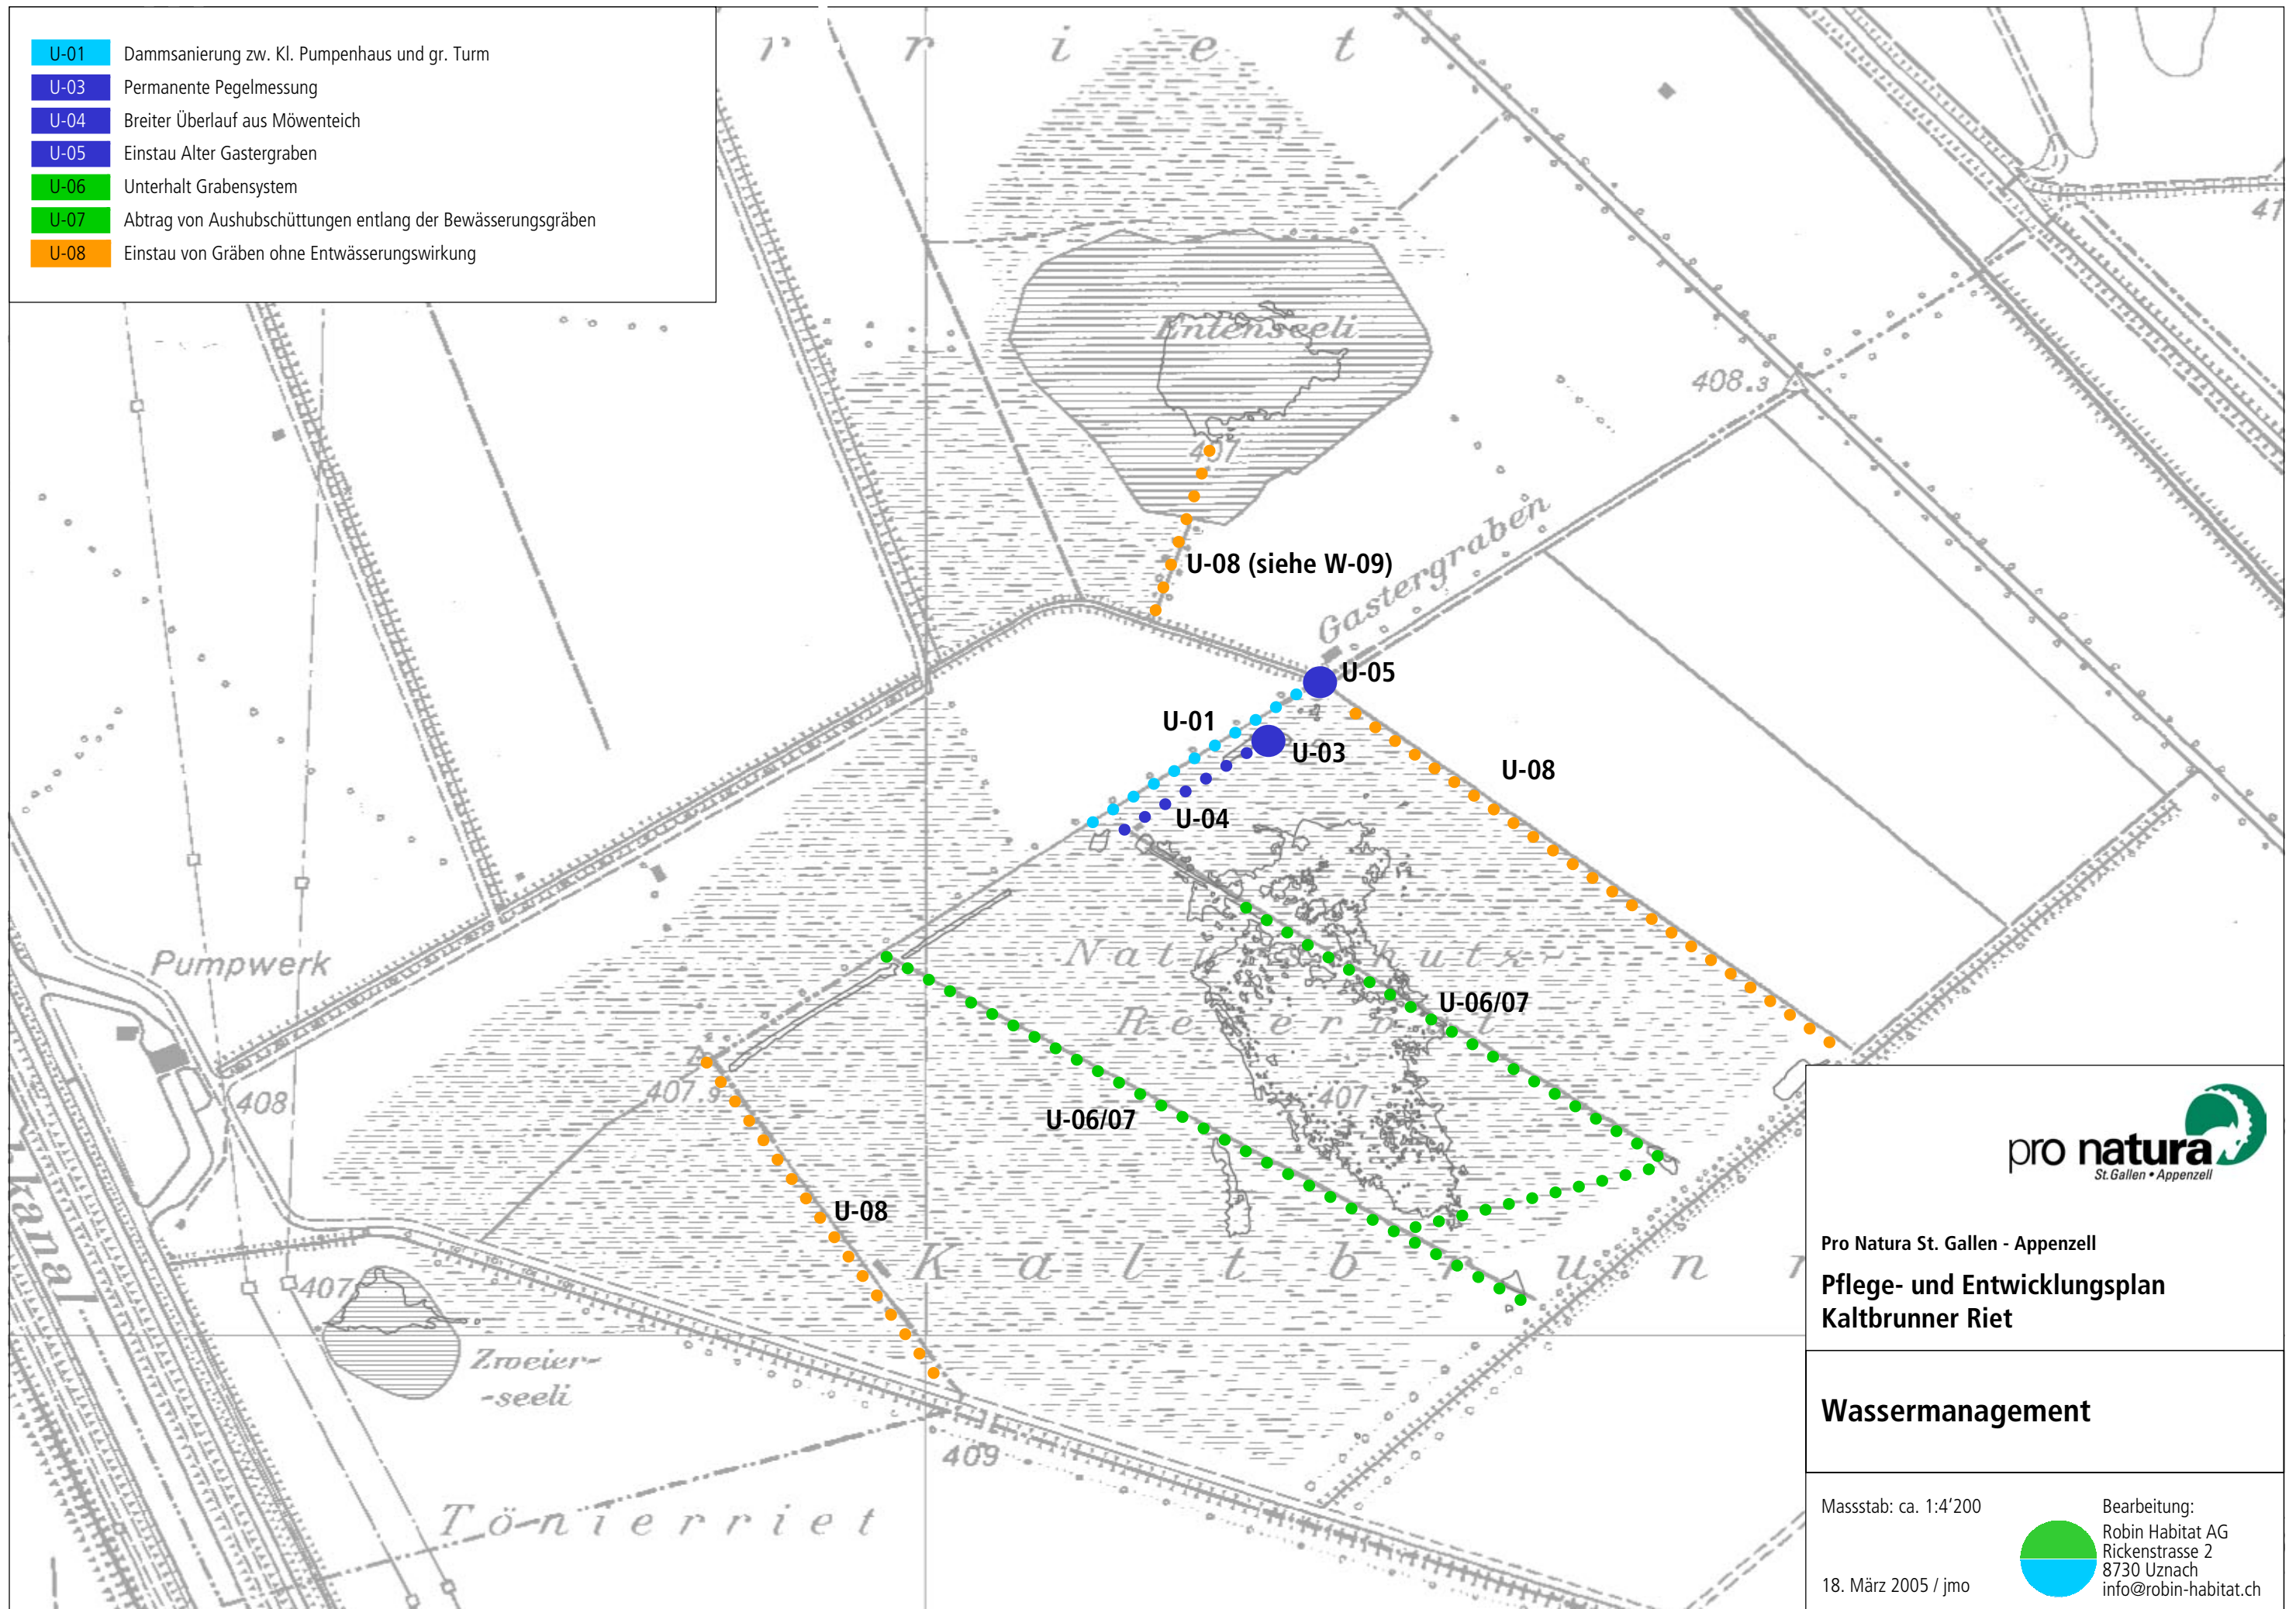 U-01 Dammsanierung zw. Kl. Pumpenhaus und gr. Turm
U-03 Permanente Pegelmessung
U-04 Breiter Überlauf aus Möwenteich
U-05 Einstau Alter Gastergraben
U-06 Unterhalt Grabensystem
U-07 Abtrag von Aushubschüttungen entlang der Bewässerungsgräben
U-08 Einstau von Gräben ohne Entwässerungswirkung
r r i e t
41
Entenseeli
408.3
407
U-08 (siehe W-09)
Gastergraben
U-05
U-01
U-03
U-08
U-04
Pumpwerk
Naturschutz-
U-06/07
Reservat
407.9
407
408
U-06/07
U-08
kanal
Kaltbrunn
407
Zweier-
-seeli
409
Tönierriet
pro natura
St.Gallen • Appenzell
Pro Natura St. Gallen - Appenzell
Pflege- und Entwicklungsplan
Kaltbrunner Riet
Wassermanagement
Massstab: ca. 1:4'200
Bearbeitung:
Robin Habitat AG
Rickenstrasse 2
8730 Uznach
info@robin-habitat.ch
18. März 2005 / jmo